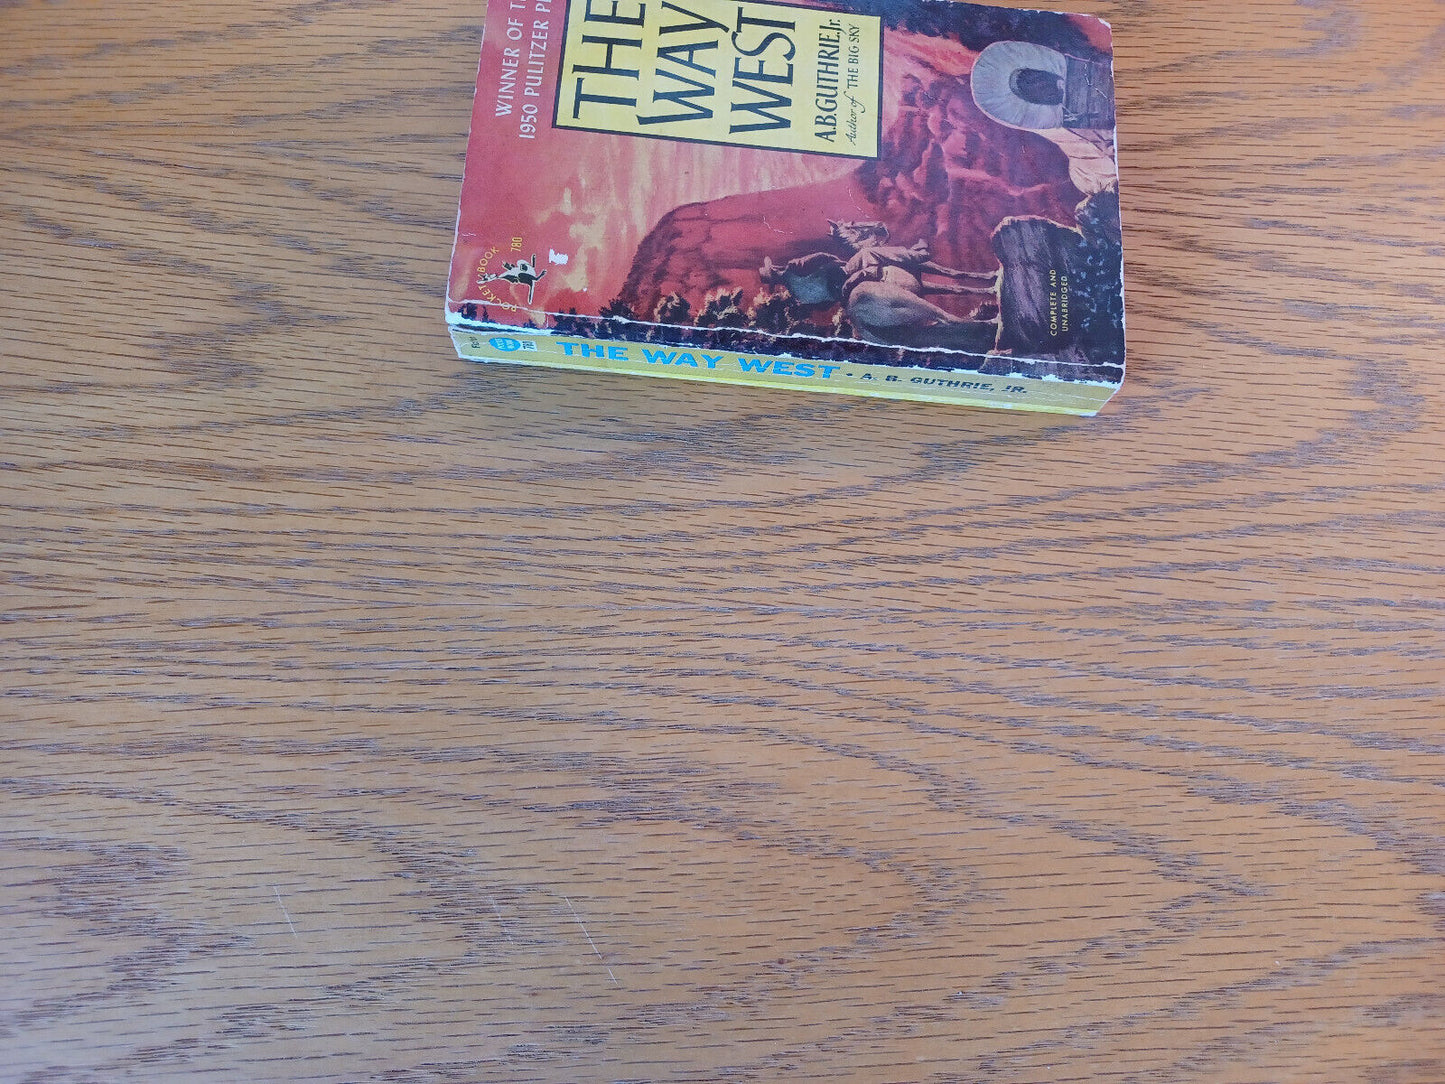 WINNER OF
1950 PULITZER
THE
WAY
WEST
A.B. GUTHRIE, Jr.
Author of THE BIG SKY
POCKET BOOK
780
COMPLETE AND
UNABRIDGED
780
THE WAY WEST • A. B. GUTHRIE, JR.